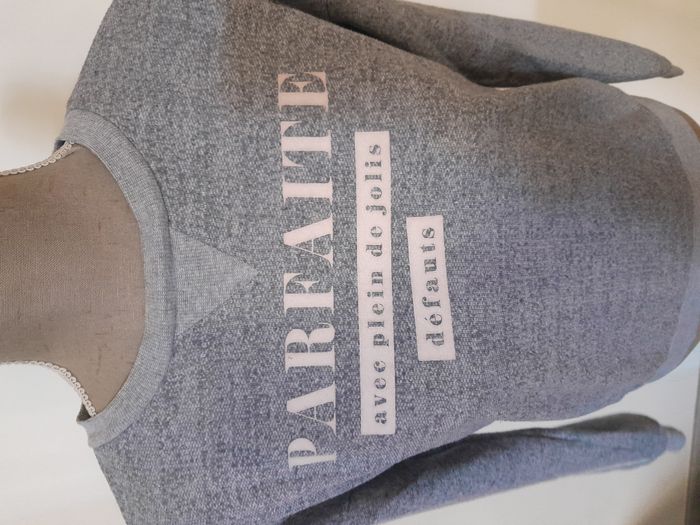 PARFAITE
avec plein de jolis
défauts